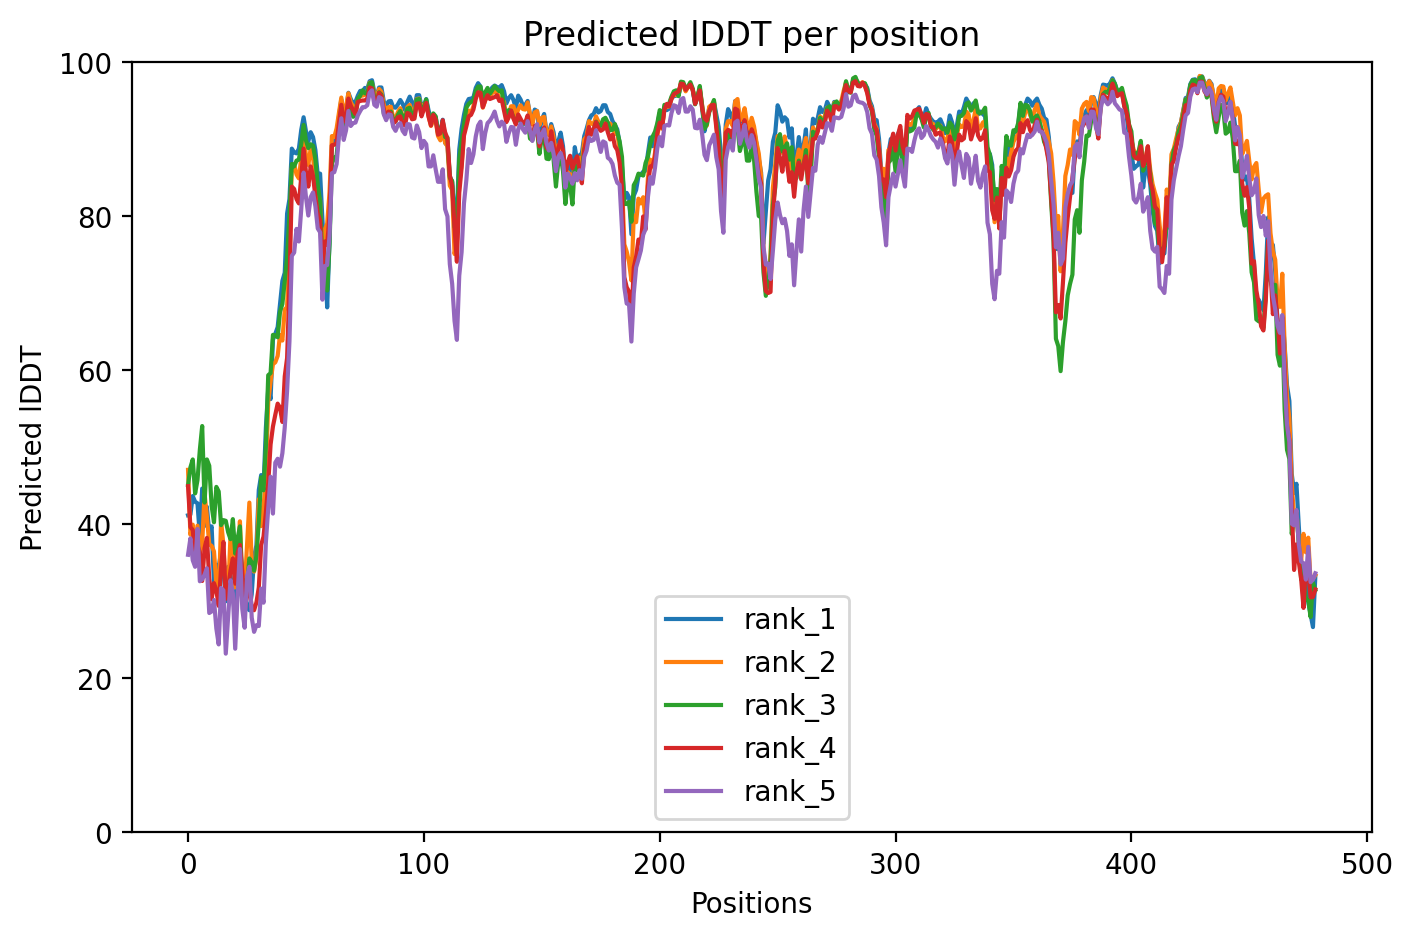 Predicted lDDT per position
100
80
60
40
20
0
Predicted lDDT
0 100 200 300 400 500
Positions
rank_1
rank_2
rank_3
rank_4
rank_5